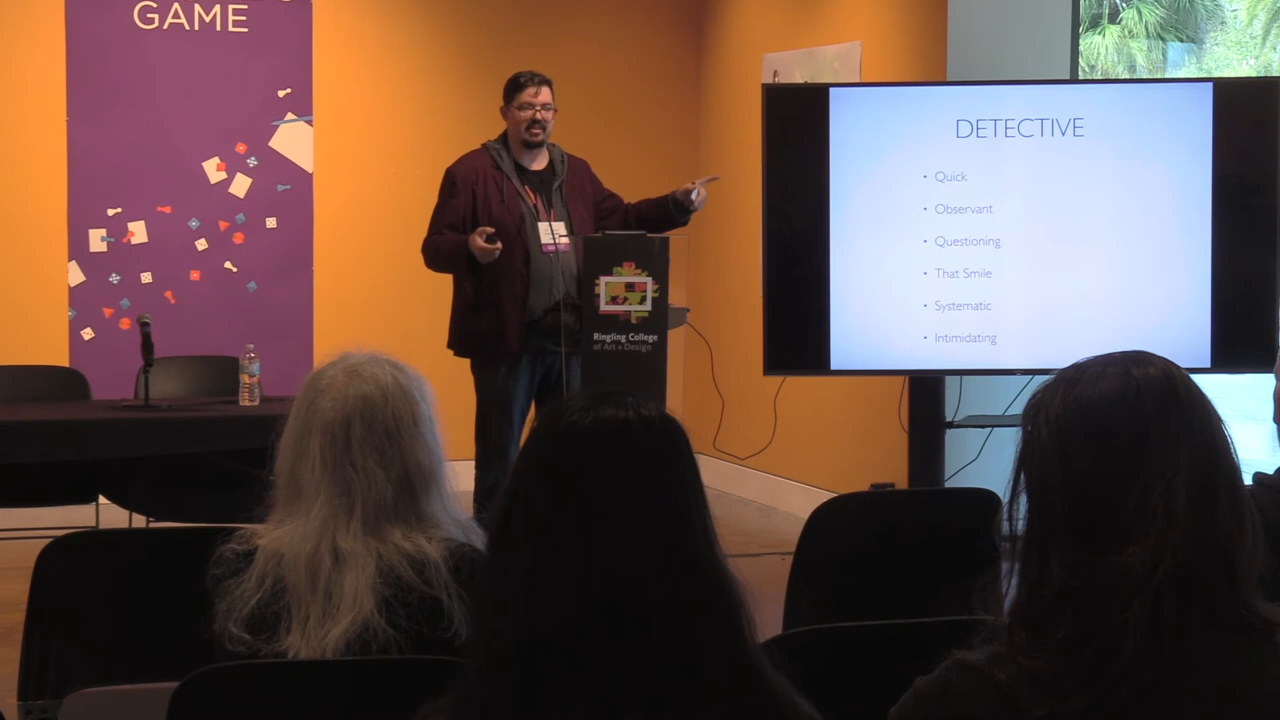 GAME
DETECTIVE
• Quick
• Observant
• Questioning
• That Smile
• Systematic
• Intimidating
Ringling College
of Art + Design